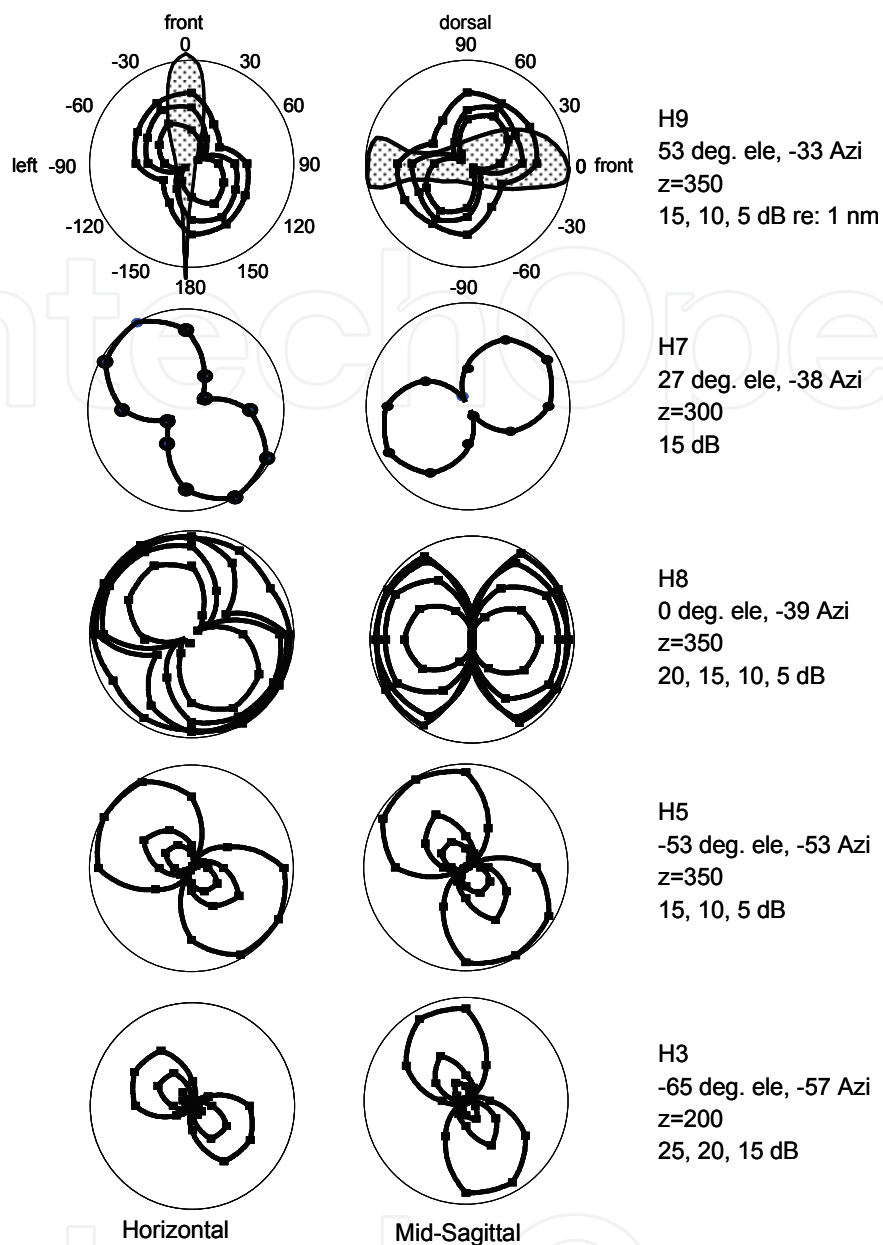 front
0
-30
30
-60
60
left -90
90
-120
120
-150
150
180
dorsal
90
60
30
0 front
-30
-60
-90
H9
53 deg. ele, -33 Azi
z=350
15, 10, 5 dB re: 1 nm
H7
27 deg. ele, -38 Azi
z=300
15 dB
H8
0 deg. ele, -39 Azi
z=350
20, 15, 10, 5 dB
H5
-53 deg. ele, -53 Azi
z=350
15, 10, 5 dB
H3
-65 deg. ele, -57 Azi
z=200
25, 20, 15 dB
Horizontal
Mid-Sagittal
ntechOpe